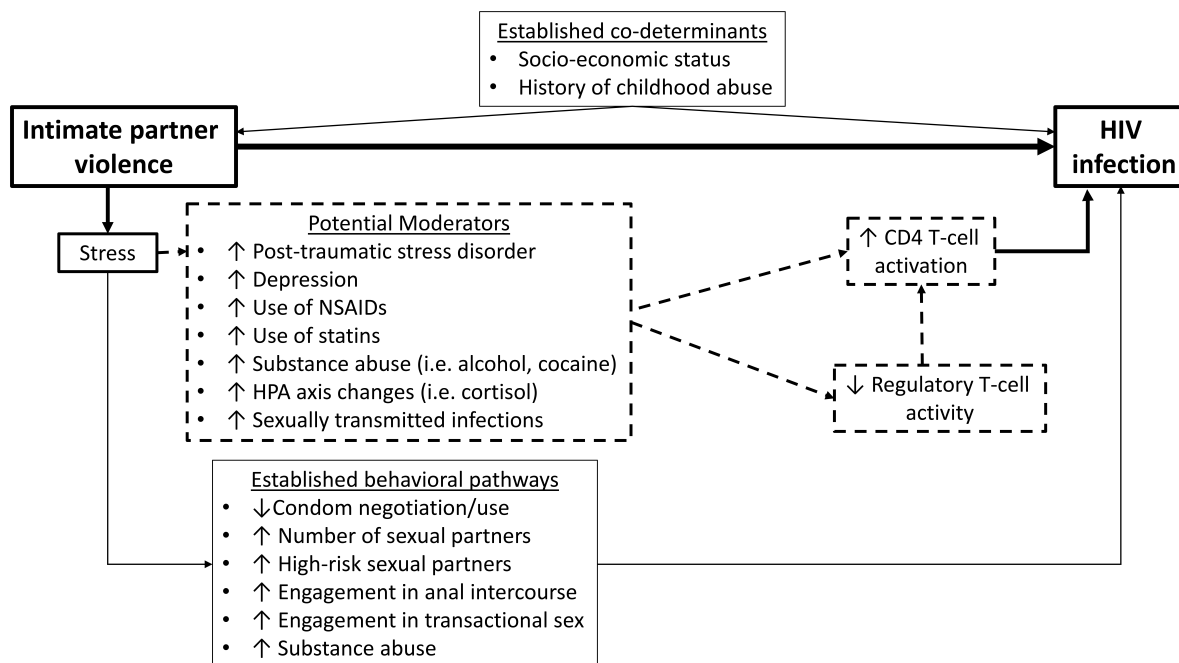 Established co-determinants
• Socio-economic status
• History of childhood abuse
Intimate partner
violence
HIV
infection
Stress
Potential Moderators
• ↑ Post-traumatic stress disorder
• ↑ Depression
• ↑ Use of NSAIDs
• ↑ Use of statins
• ↑ Substance abuse (i.e. alcohol, cocaine)
• ↑ HPA axis changes (i.e. cortisol)
• ↑ Sexually transmitted infections
↑ CD4 T-cell
activation
↓ Regulatory T-cell
activity
Established behavioral pathways
• ↓Condom negotiation/use
• ↑ Number of sexual partners
• ↑ High-risk sexual partners
• ↑ Engagement in anal intercourse
• ↑ Engagement in transactional sex
• ↑ Substance abuse